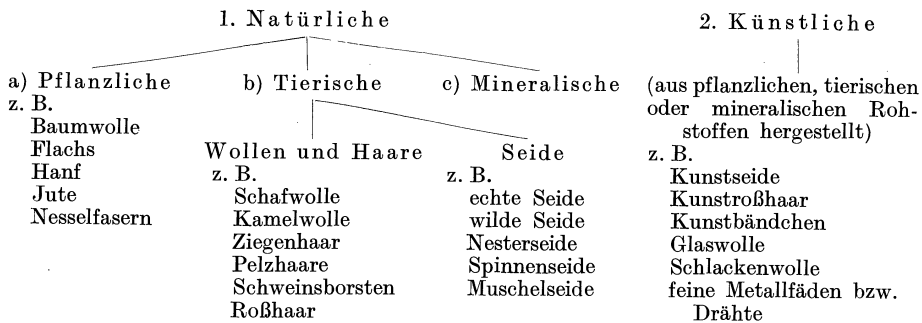 1. Natürliche
2. Künstliche
a) Pflanzliche
z. B.
Baumwolle
Flachs
Hanf
Jute
Nesselfasern
b) Tierische
Wollen und Haare
z. B.
Schafwolle
Kamelwolle
Ziegenhaar
Pelzhaare
Schweinsborsten
Roßhaar
Seide
z. B.
echte Seide
wilde Seide
Nesterseide
Spinnenseide
Muschelseide
c) Mineralische
(aus pflanzlichen, tierischen
oder mineralischen Roh-
stoffen hergestellt)
z. B.
Kunstseide
Kunstroßhaar
Kunstbändchen
Glaswolle
Schlackenwolle
feine Metallfäden bzw.
Drähte